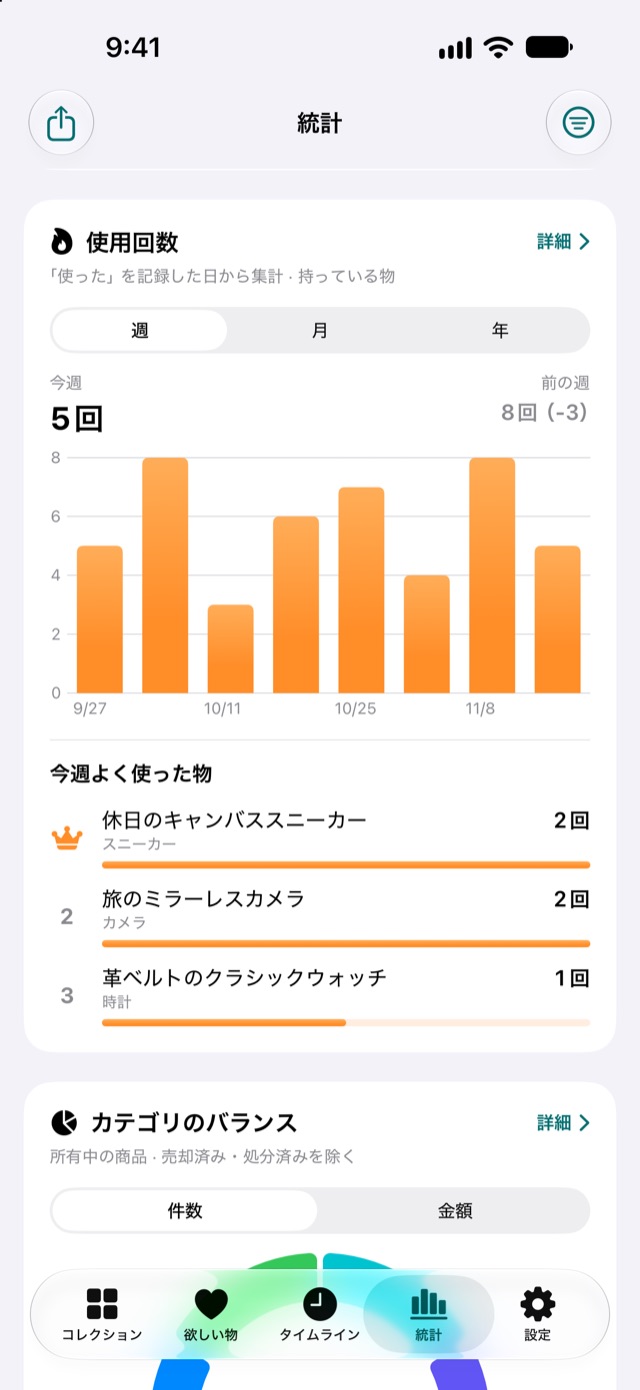 9:41
統計
使用回数
詳細
「使った」を記録した日から集計 · 持っている物
週 月 年
今週 前の週
5回 8回 (-3)
8
6
4
2
0
9/27 10/11 10/25 11/8
今週よく使った物
休日のキャンバススニーカー 2回
スニーカー
2 旅のミラーレスカメラ 2回
カメラ
3 革ベルトのクラシックウォッチ 1回
時計
カテゴリのバランス 詳細
所有中の商品 · 売却済み・処分済みを除く
件数 金額
コレクション 欲しい物 タイムライン 統計 設定